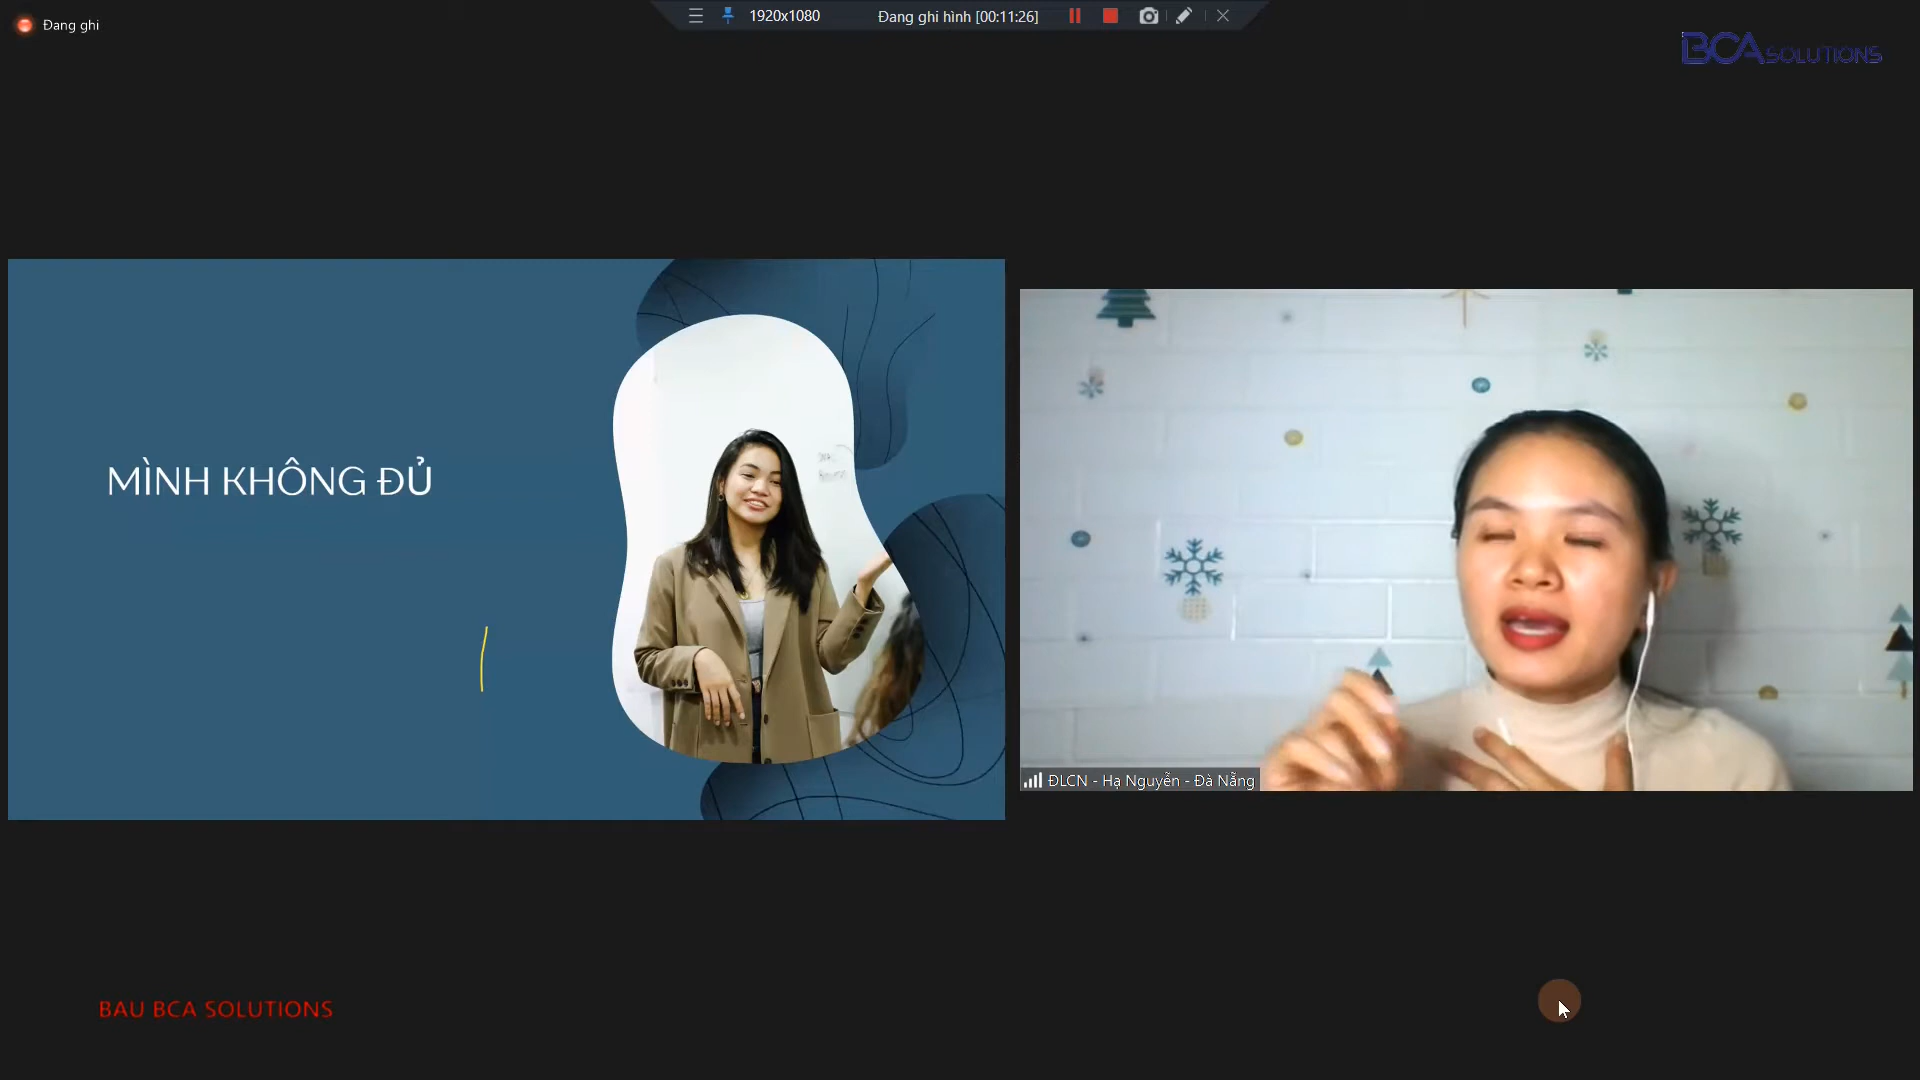 Đang ghi
1920x1080
Đang ghi hình [00:11:26]
BCA SOLUTIONS
MÌNH KHÔNG ĐỦ
ĐLCN - Hạ Nguyễn - Đà Nẵng
BAU BCA SOLUTIONS